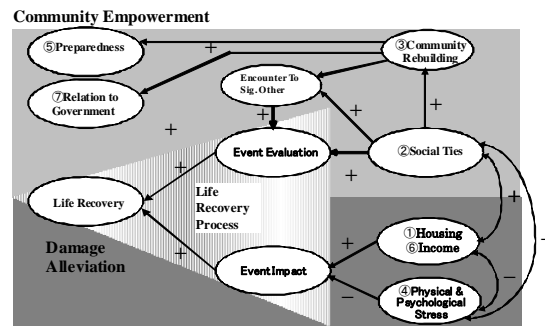 Community Empowerment
⑤Preparedness
③Community
Rebuilding
+
Encounter To
Sig. Other
⑦Relation to
Government
+
+
+
+
+
Event Evaluation
②Social Ties
+
+
Life Recovery
Life
Recovery
Process
+
Damage
Alleviation
①Housing
⑥Income
+
+
Event Impact
−
−
−
④Physical &
Psychological
Stress